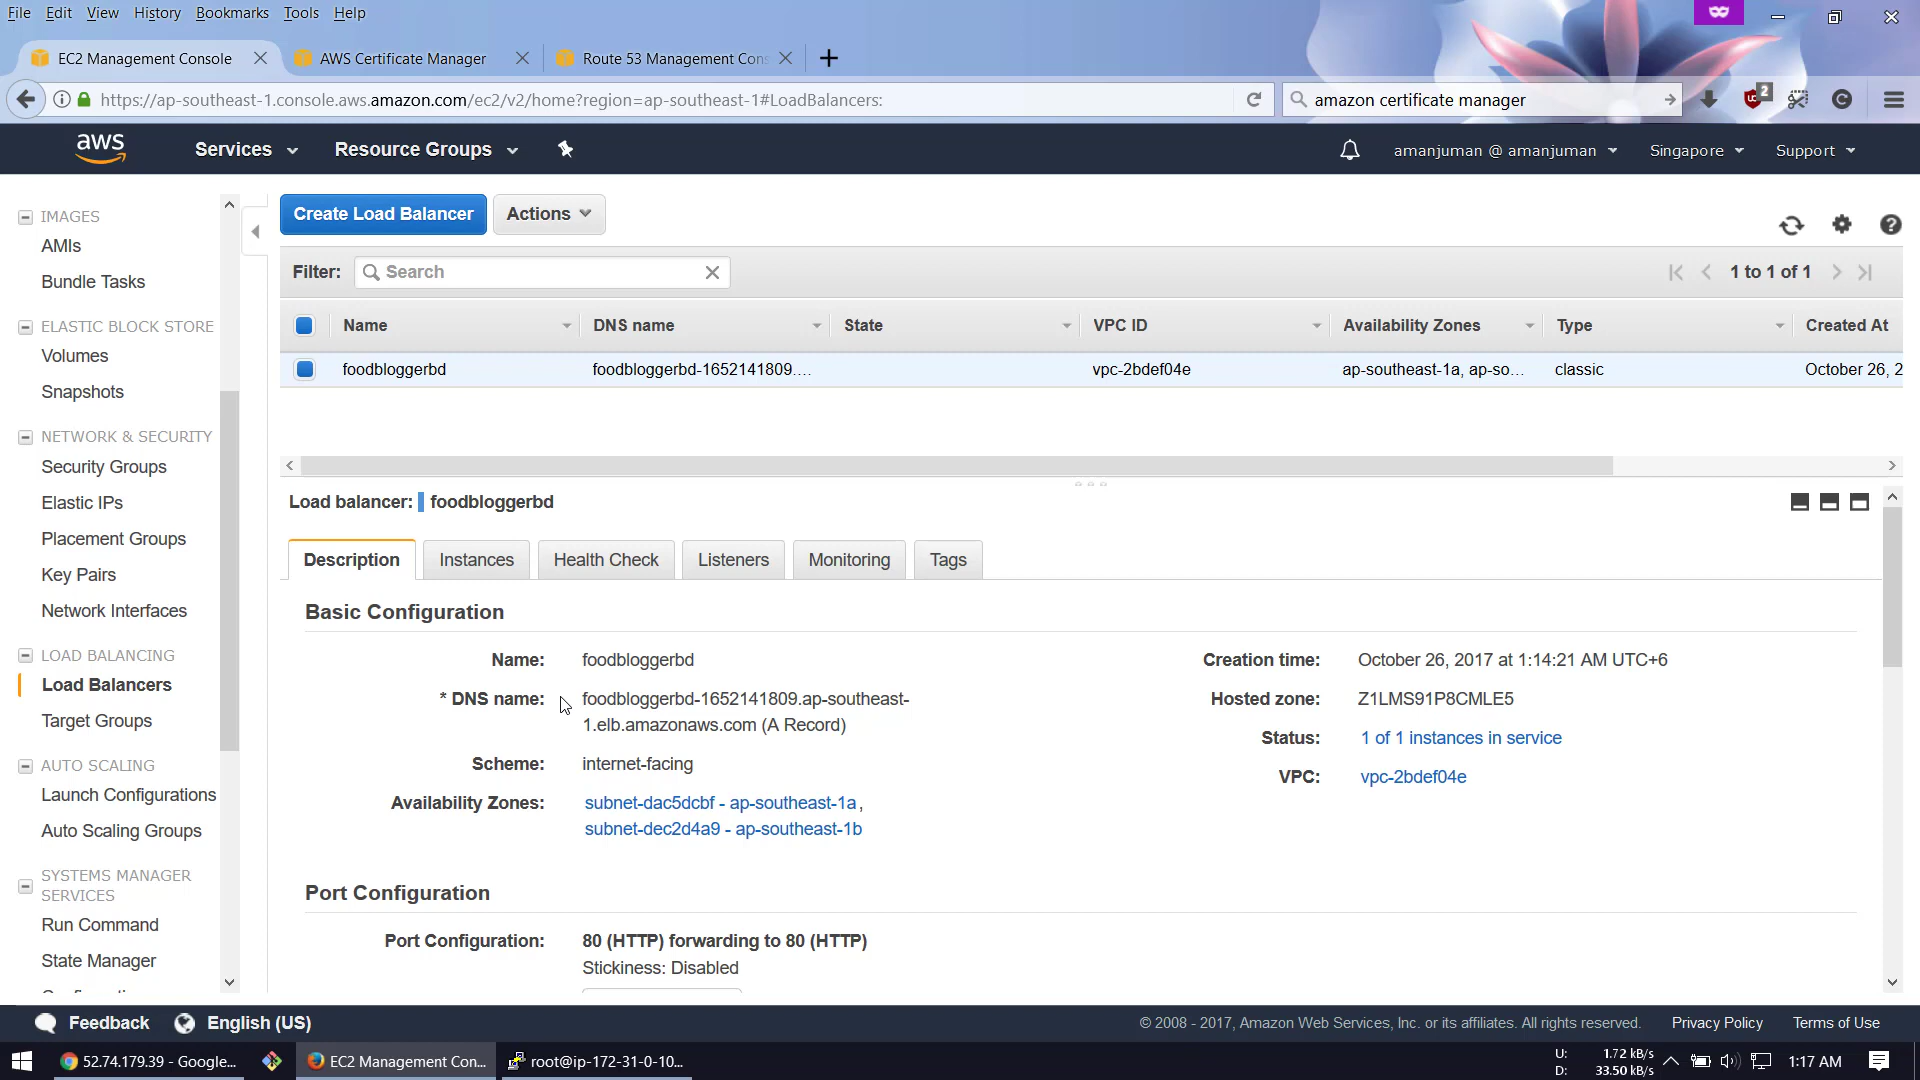 File Edit View History Bookmarks Tools Help
EC2 Management Console
AWS Certificate Manager
Route 53 Management Cons
https://ap-southeast-1.console.aws.amazon.com/ec2/v2/home?region=ap-southeast-1#LoadBalancers:
amazon certificate manager
2
aws
Services
Resource Groups
amanjuman @ amanjuman
Singapore
Support
IMAGES
AMIs
Bundle Tasks
ELASTIC BLOCK STORE
Volumes
Snapshots
NETWORK & SECURITY
Security Groups
Elastic IPs
Placement Groups
Key Pairs
Network Interfaces
LOAD BALANCING
Load Balancers
Target Groups
AUTO SCALING
Launch Configurations
Auto Scaling Groups
SYSTEMS MANAGER
SERVICES
Run Command
State Manager
Create Load Balancer
Actions
Filter:
Search
1 to 1 of 1
Name DNS name State VPC ID Availability Zones Type Created At
foodbloggerbd foodbloggerbd-1652141809.... vpc-2bdef04e ap-southeast-1a, ap-so... classic October 26, 2
Load balancer: foodbloggerbd
Description Instances Health Check Listeners Monitoring Tags
Basic Configuration
Name: foodbloggerbd
* DNS name: foodbloggerbd-1652141809.ap-southeast-
1.elb.amazonaws.com (A Record)
Scheme: internet-facing
Availability Zones: subnet-dac5dcbf - ap-southeast-1a,
subnet-dec2d4a9 - ap-southeast-1b
Creation time: October 26, 2017 at 1:14:21 AM UTC+6
Hosted zone: Z1LMS91P8CMLE5
Status: 1 of 1 instances in service
VPC: vpc-2bdef04e
Port Configuration
Port Configuration: 80 (HTTP) forwarding to 80 (HTTP)
Stickiness: Disabled
Feedback
English (US)
© 2008 - 2017, Amazon Web Services, Inc. or its affiliates. All rights reserved.
Privacy Policy
Terms of Use
52.74.179.39 - Google...
EC2 Management Con...
root@ip-172-31-0-10...
U: 1.72 kB/s
D: 33.50 kB/s
1:17 AM